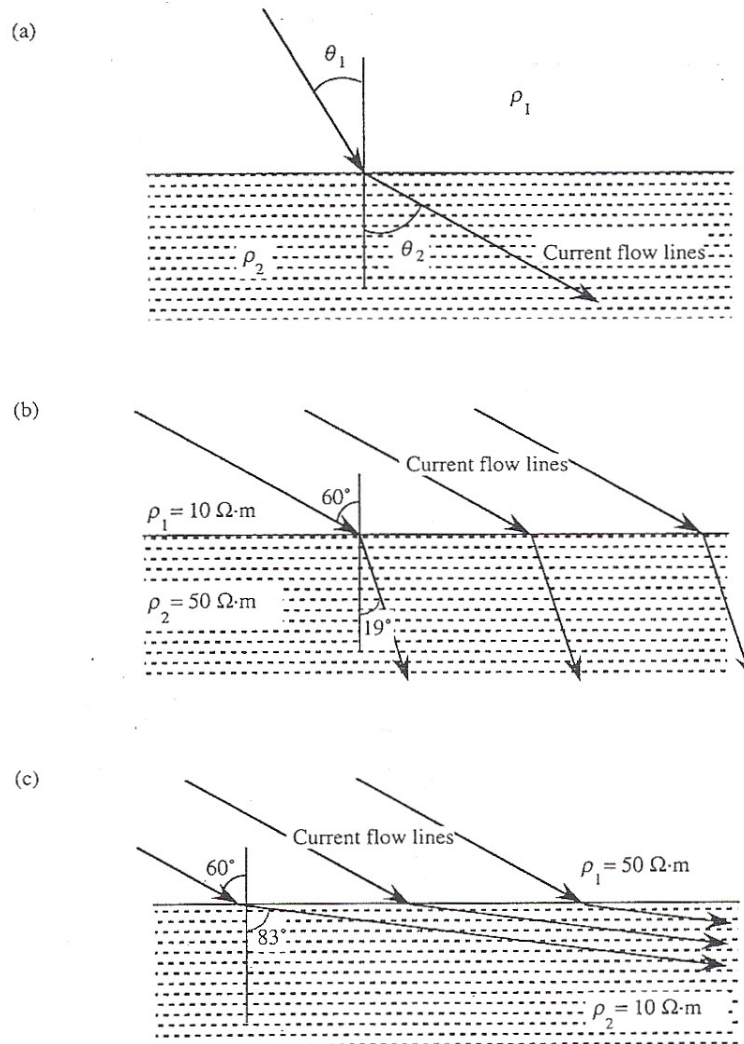 (a)
θ₁
ρ₁
ρ₂
θ₂
Current flow lines
(b)
Current flow lines
60°
ρ₁ = 10 Ω·m
ρ₂ = 50 Ω·m
19°
(c)
Current flow lines
60°
ρ₁ = 50 Ω·m
83°
ρ₂ = 10 Ω·m